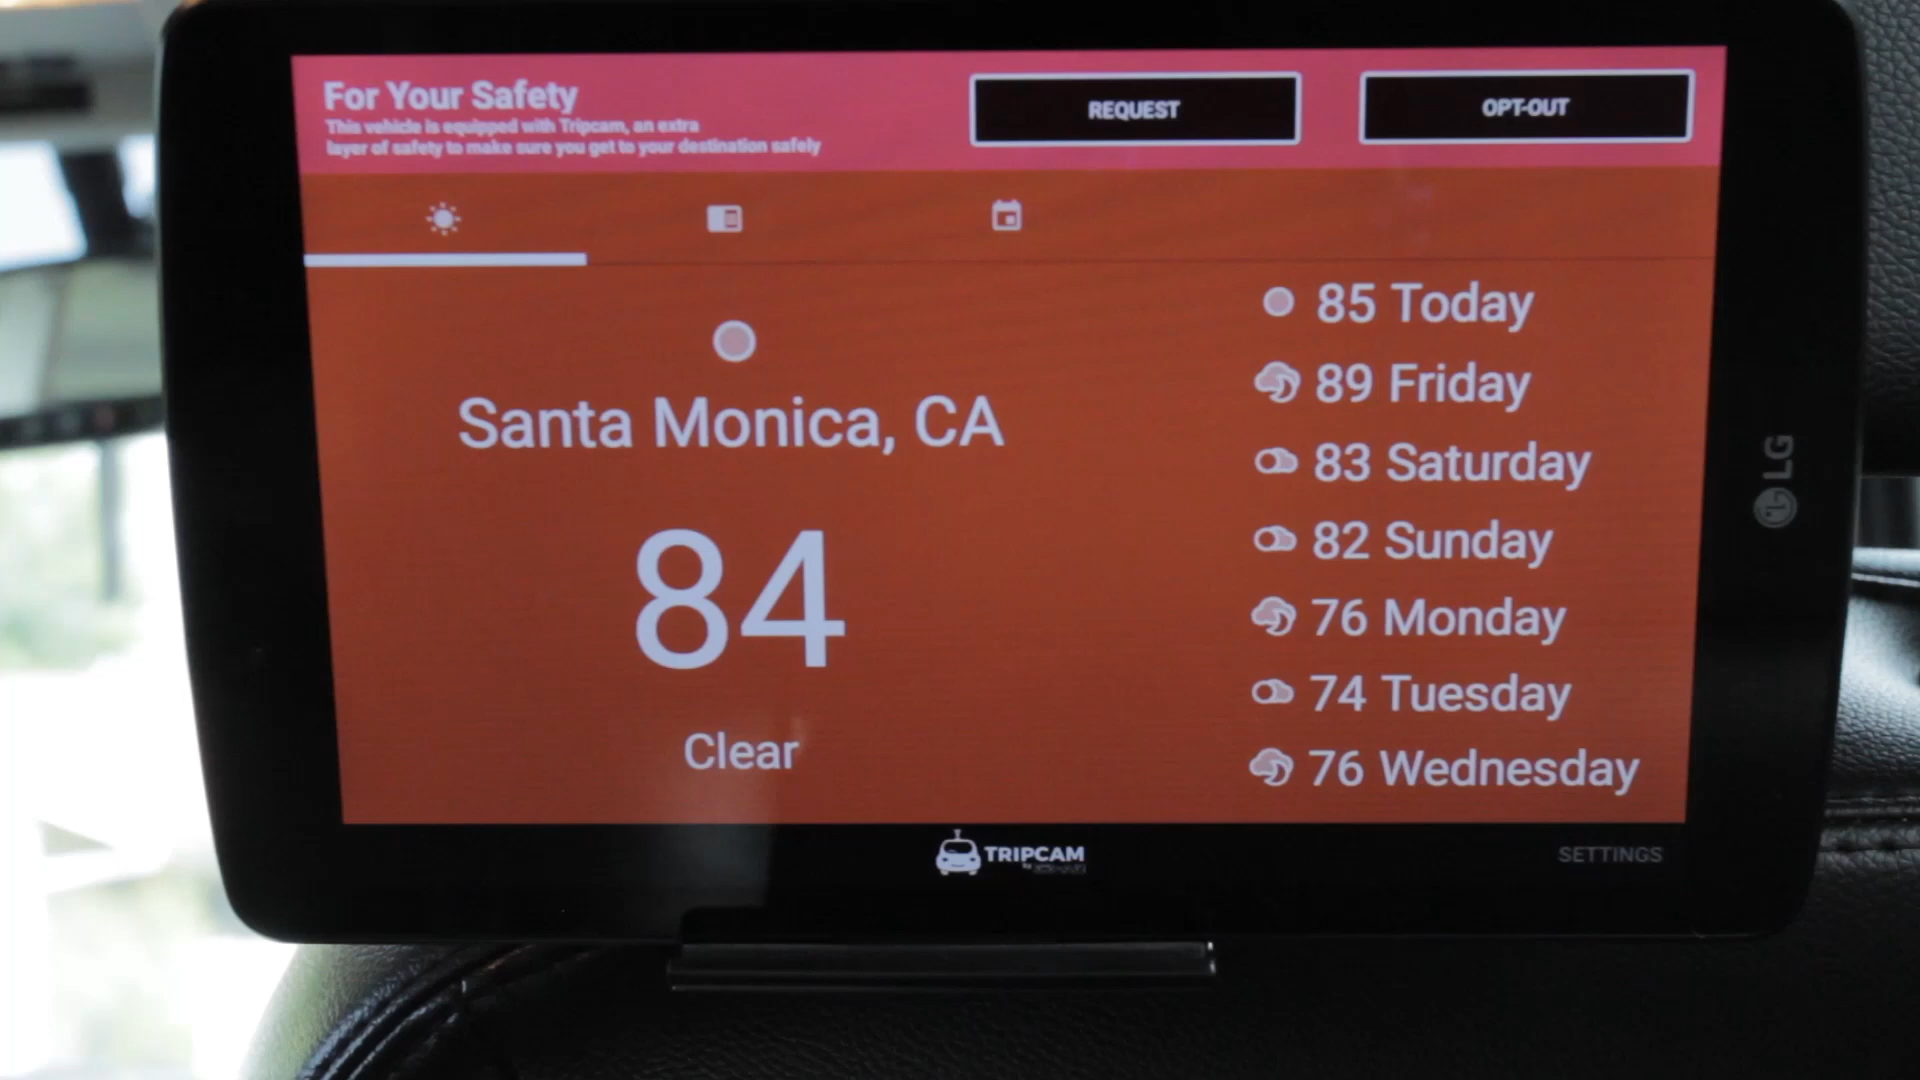 For Your Safety
This vehicle is equipped with Tripcam, an extra
layer of safety to make sure you get to your destination safely
REQUEST
OPT-OUT
Santa Monica, CA
84
Clear
85 Today
89 Friday
83 Saturday
82 Sunday
76 Monday
74 Tuesday
76 Wednesday
TRIPCAM
by
SETTINGS
LG